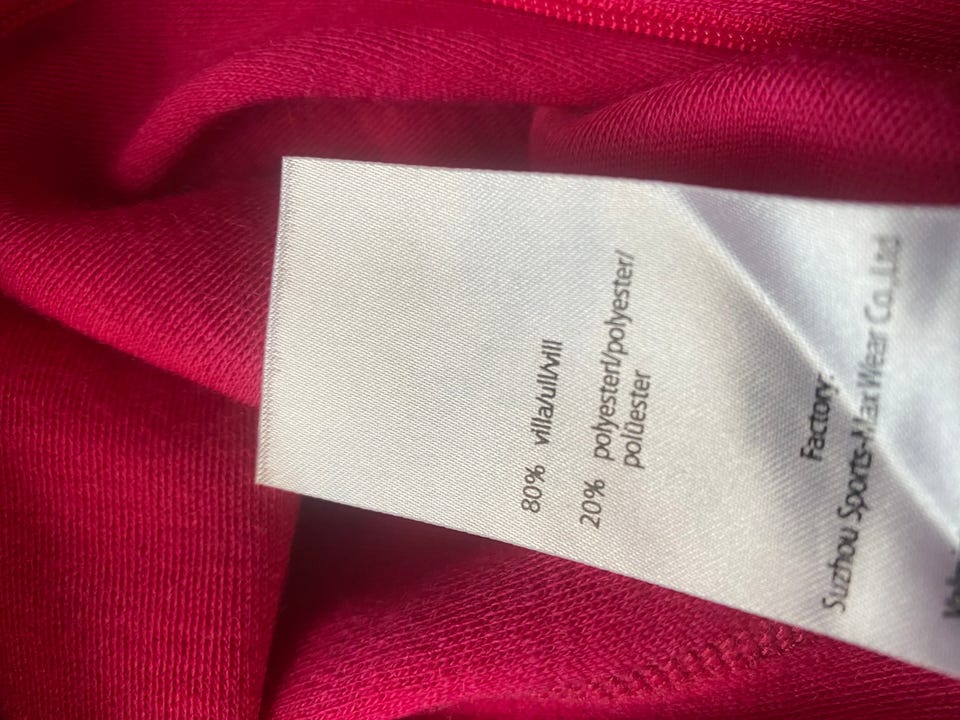 80% villa/ull/vill
20% polyesteri/polyester/
polüester
Factory:
Suzhou Sports-Max Wear Co.,Ltd